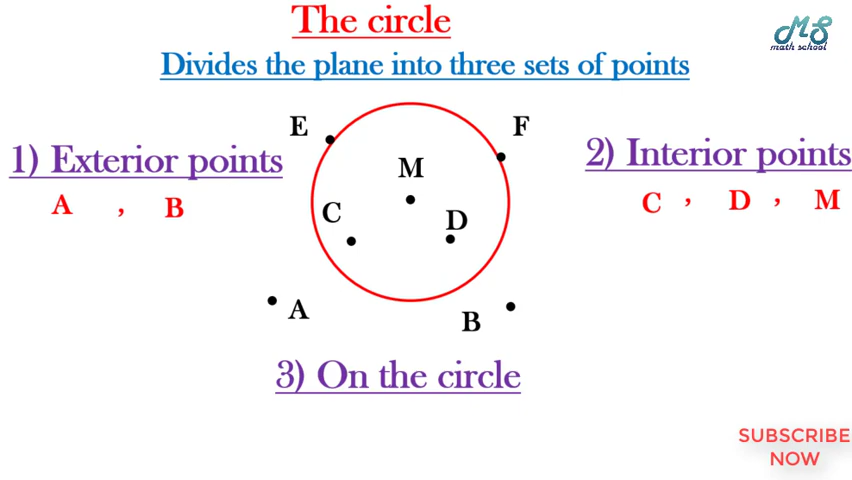 The circle
MS
math school
Divides the plane into three sets of points
E
F
1) Exterior points
2) Interior points
M
A , B
C , D , M
C
D
A
B
3) On the circle
SUBSCRIBE
NOW